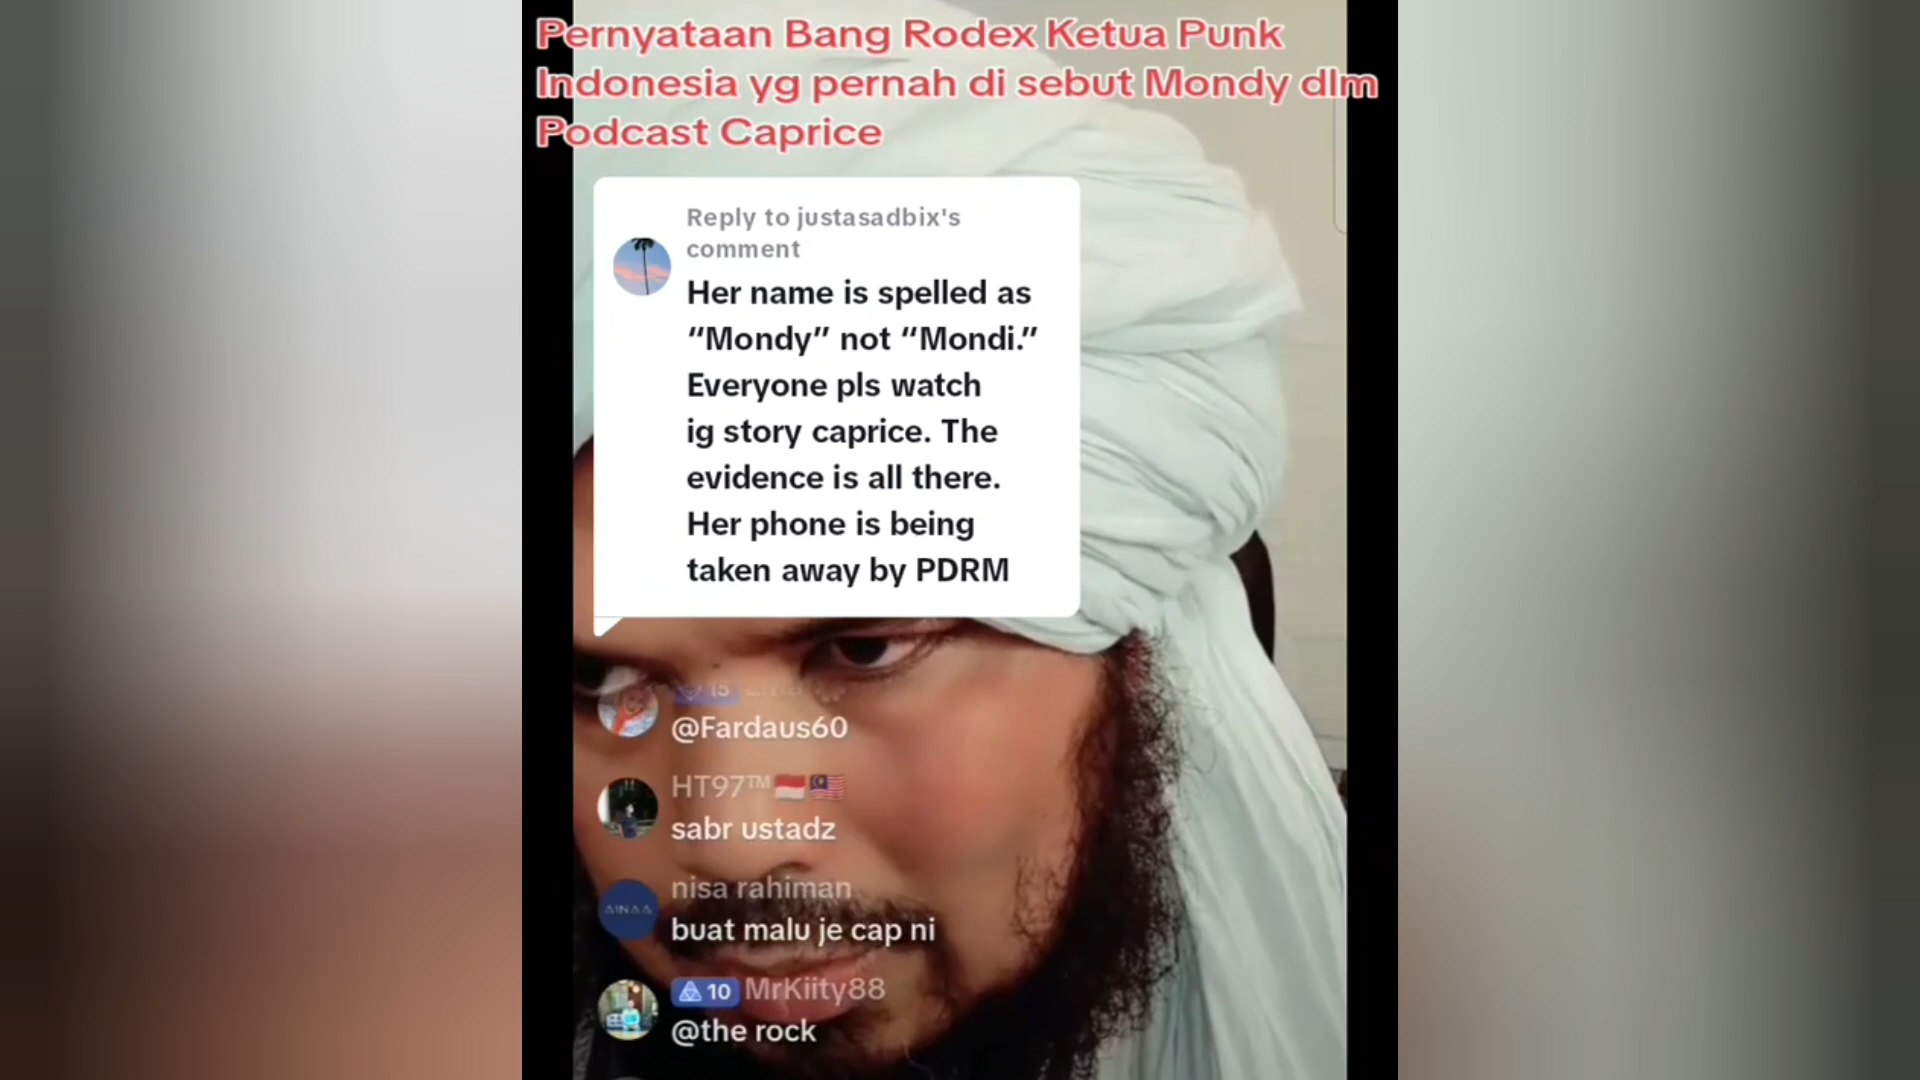 Pernyataan Bang Rodex Ketua Punk
Indonesia yg pernah di sebut Mondy dlm
Podcast Caprice
Reply to justasadbix's
comment
Her name is spelled as
“Mondy” not “Mondi.”
Everyone pls watch
ig story caprice. The
evidence is all there.
Her phone is being
taken away by PDRM
15
@Fardaus60
HT97™🇮🇩🇲🇾
sabr ustadz
nisa rahiman
AINAA
buat malu je cap ni
10 MrKiity88
@the rock